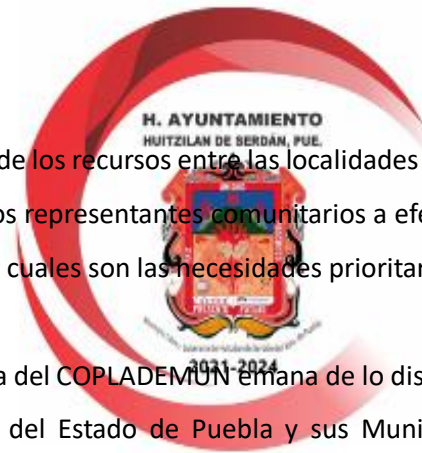 H. AYUNTAMIENTO
HUITZILAN DE SERDÁN, PUE.
de los recursos entre las localidades
os representantes comunitarios a efe
cuales son las necesidades prioritar
a del COPLADEMUN emana de lo dis
2021-2024
del Estado de Puebla y sus Muni